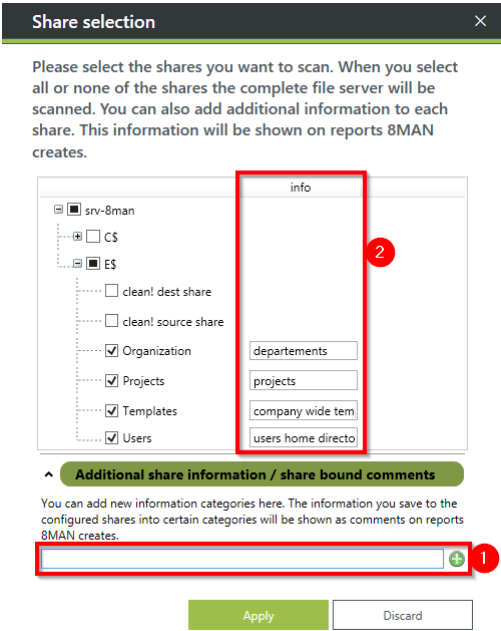 Share selection
Please select the shares you want to scan. When you select
all or none of the shares the complete file server will be
scanned. You can also add additional information to each
share. This information will be shown on reports 8MAN
creates.
info
srv-8man
C$
2
E$
clean! dest share
clean! source share
Organization departements
Projects projects
Templates company wide tem
Users users home directo
Additional share information / share bound comments
You can add new information categories here. The information you save to the
configured shares into certain categories will be shown as comments on reports
8MAN creates.
1
Apply Discard